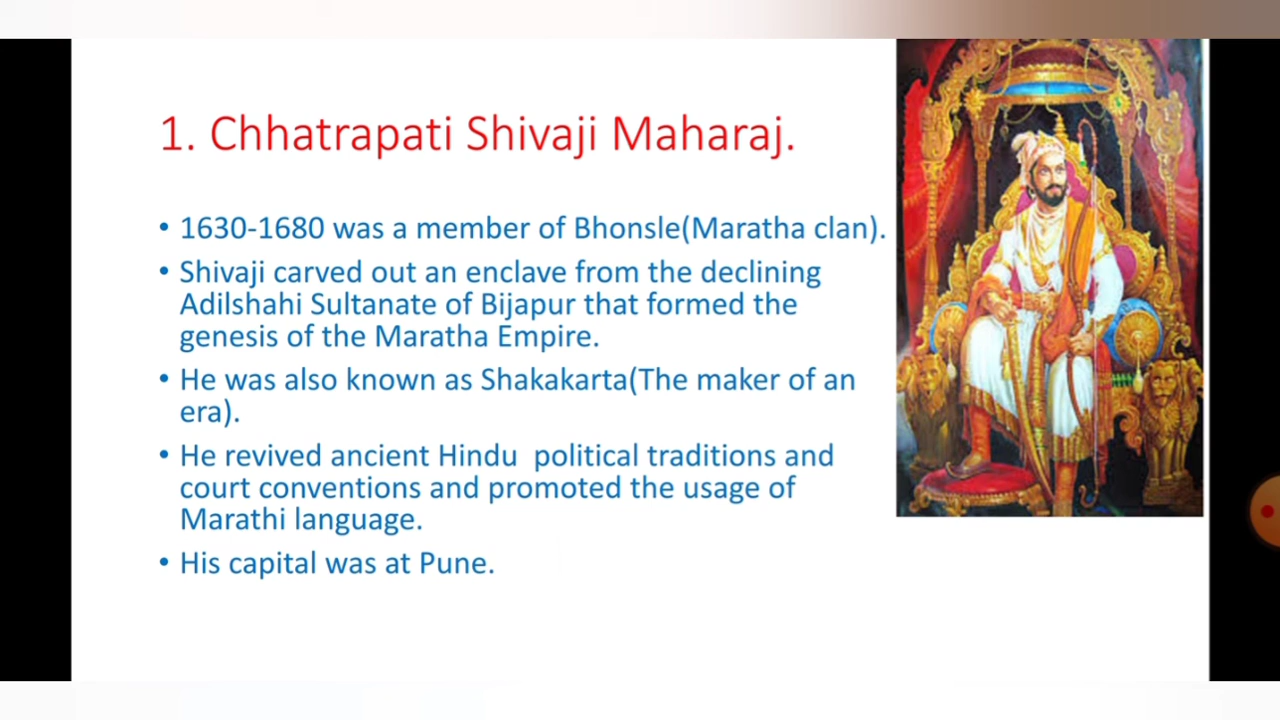 1. Chhatrapati Shivaji Maharaj.
• 1630-1680 was a member of Bhonsle(Maratha clan).
• Shivaji carved out an enclave from the declining
Adilshahi Sultanate of Bijapur that formed the
genesis of the Maratha Empire.
• He was also known as Shakakarta(The maker of an
era).
• He revived ancient Hindu  political traditions and
court conventions and promoted the usage of
Marathi language.
• His capital was at Pune.